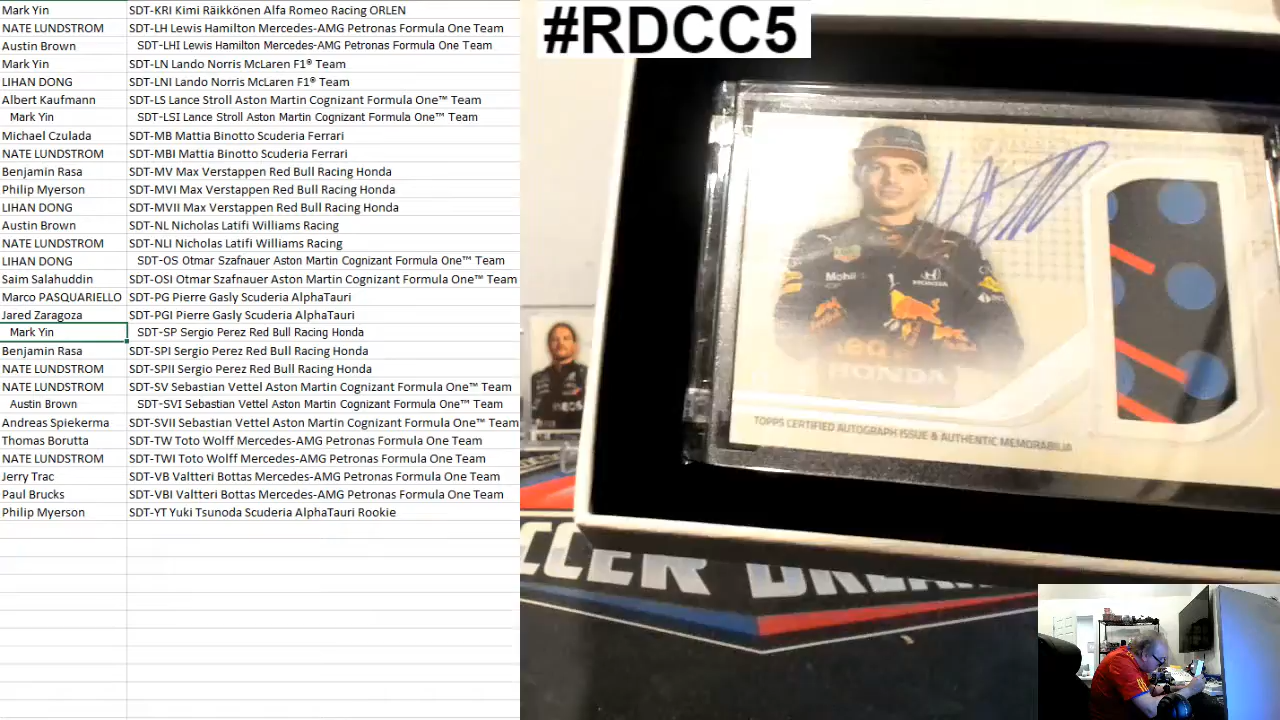 Mark Yin SDT-KRI Kimi Räikkönen Alfa Romeo Racing ORLEN
NATE LUNDSTROM SDT-LH Lewis Hamilton Mercedes-AMG Petronas Formula One Team
Austin Brown SDT-LHI Lewis Hamilton Mercedes-AMG Petronas Formula One Team
Mark Yin SDT-LN Lando Norris McLaren F1® Team
LIHAN DONG SDT-LNI Lando Norris McLaren F1® Team
Albert Kaufmann SDT-LS Lance Stroll Aston Martin Cognizant Formula One™ Team
Mark Yin SDT-LSI Lance Stroll Aston Martin Cognizant Formula One™ Team
Michael Czulada SDT-MB Mattia Binotto Scuderia Ferrari
NATE LUNDSTROM SDT-MBI Mattia Binotto Scuderia Ferrari
Benjamin Rasa SDT-MV Max Verstappen Red Bull Racing Honda
Philip Myerson SDT-MVI Max Verstappen Red Bull Racing Honda
LIHAN DONG SDT-MVII Max Verstappen Red Bull Racing Honda
Austin Brown SDT-NL Nicholas Latifi Williams Racing
NATE LUNDSTROM SDT-NLI Nicholas Latifi Williams Racing
LIHAN DONG SDT-OS Otmar Szafnauer Aston Martin Cognizant Formula One™ Team
Saim Salahuddin SDT-OSI Otmar Szafnauer Aston Martin Cognizant Formula One™ Team
Marco PASQUARIELLO SDT-PG Pierre Gasly Scuderia AlphaTauri
Jared Zaragoza SDT-PGI Pierre Gasly Scuderia AlphaTauri
Mark Yin SDT-SP Sergio Perez Red Bull Racing Honda
Benjamin Rasa SDT-SPI Sergio Perez Red Bull Racing Honda
NATE LUNDSTROM SDT-SPII Sergio Perez Red Bull Racing Honda
NATE LUNDSTROM SDT-SV Sebastian Vettel Aston Martin Cognizant Formula One™ Team
Austin Brown SDT-SVI Sebastian Vettel Aston Martin Cognizant Formula One™ Team
Andreas Spiekerma SDT-SVII Sebastian Vettel Aston Martin Cognizant Formula One™ Team
Thomas Borutta SDT-TW Toto Wolff Mercedes-AMG Petronas Formula One Team
NATE LUNDSTROM SDT-TWI Toto Wolff Mercedes-AMG Petronas Formula One Team
Jerry Trac SDT-VB Valtteri Bottas Mercedes-AMG Petronas Formula One Team
Paul Brucks SDT-VBI Valtteri Bottas Mercedes-AMG Petronas Formula One Team
Philip Myerson SDT-YT Yuki Tsunoda Scuderia AlphaTauri Rookie
#RDCC5
Mobil
HONDA
HONDA
TOPPS CERTIFIED AUTOGRAPH ISSUE & AUTHENTIC MEMORABILIA
INEOS